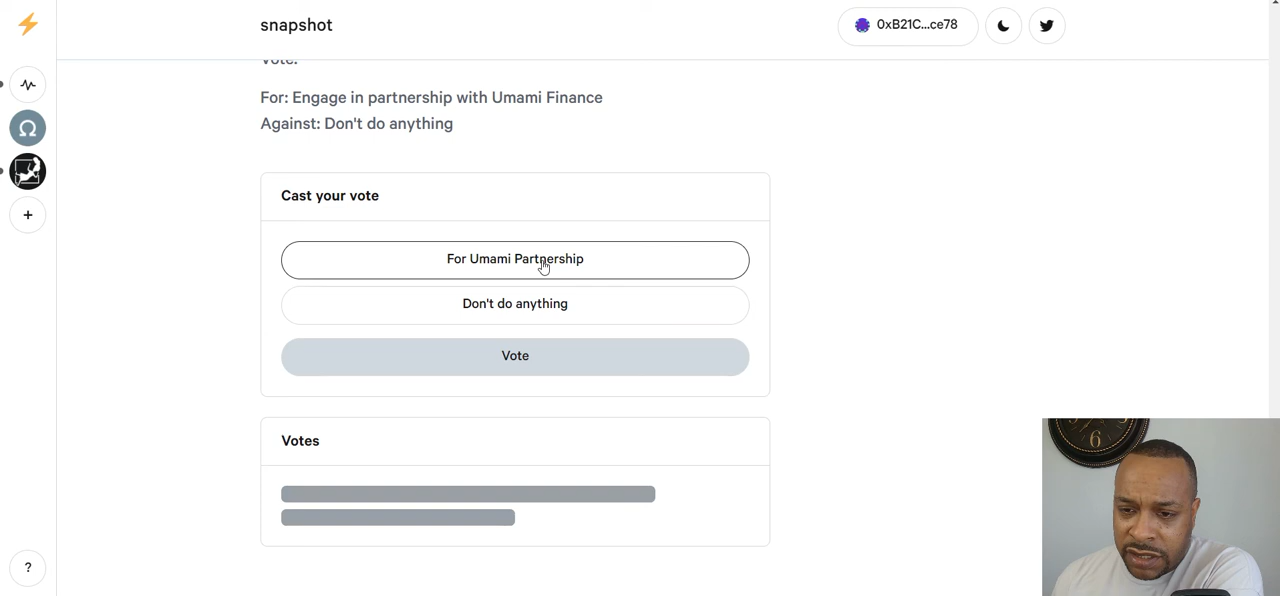 snapshot
0xB21C...ce78
Vote:
For: Engage in partnership with Umami Finance
Against: Don't do anything
Cast your vote
For Umami Partnership
Don't do anything
Vote
Votes
?
6